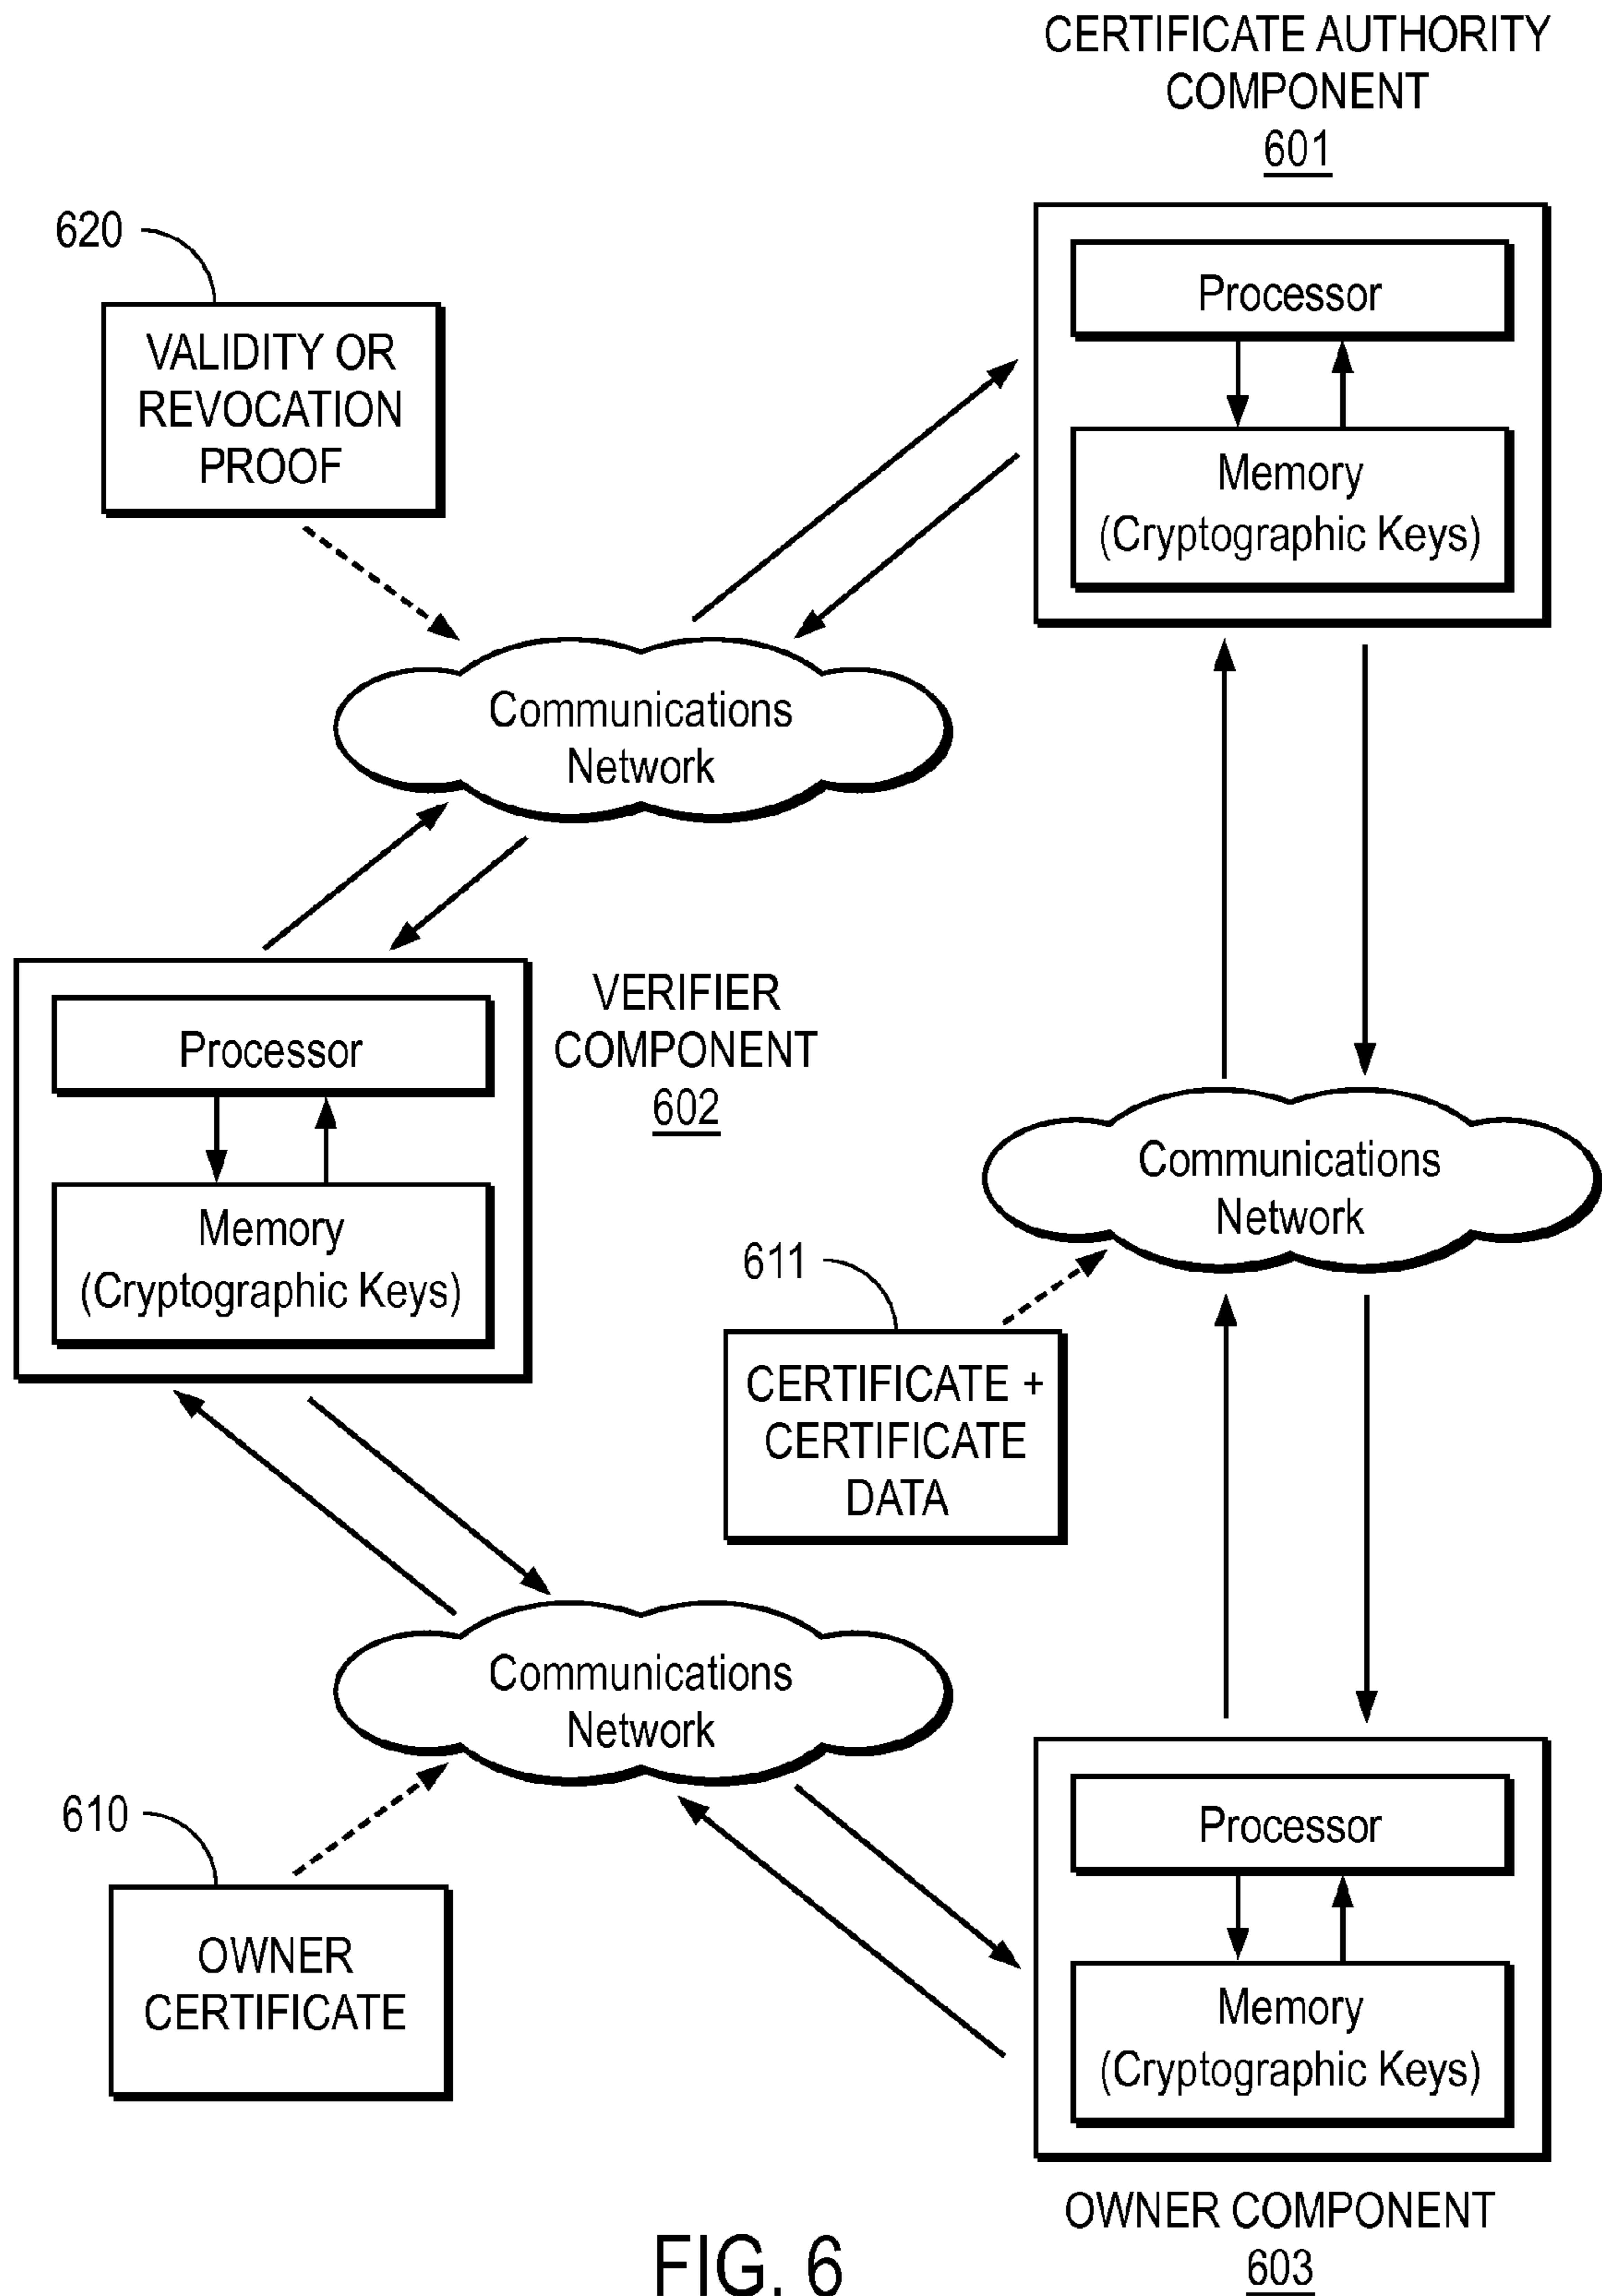 CERTIFICATE AUTHORITY
COMPONENT
601
Processor
Memory
(Cryptographic Keys)
620
VALIDITY OR
REVOCATION
PROOF
Communications
Network
VERIFIER
COMPONENT
602
Processor
Memory
(Cryptographic Keys)
Communications
Network
611
CERTIFICATE +
CERTIFICATE
DATA
Communications
Network
610
OWNER
CERTIFICATE
Processor
Memory
(Cryptographic Keys)
OWNER COMPONENT
603
FIG. 6